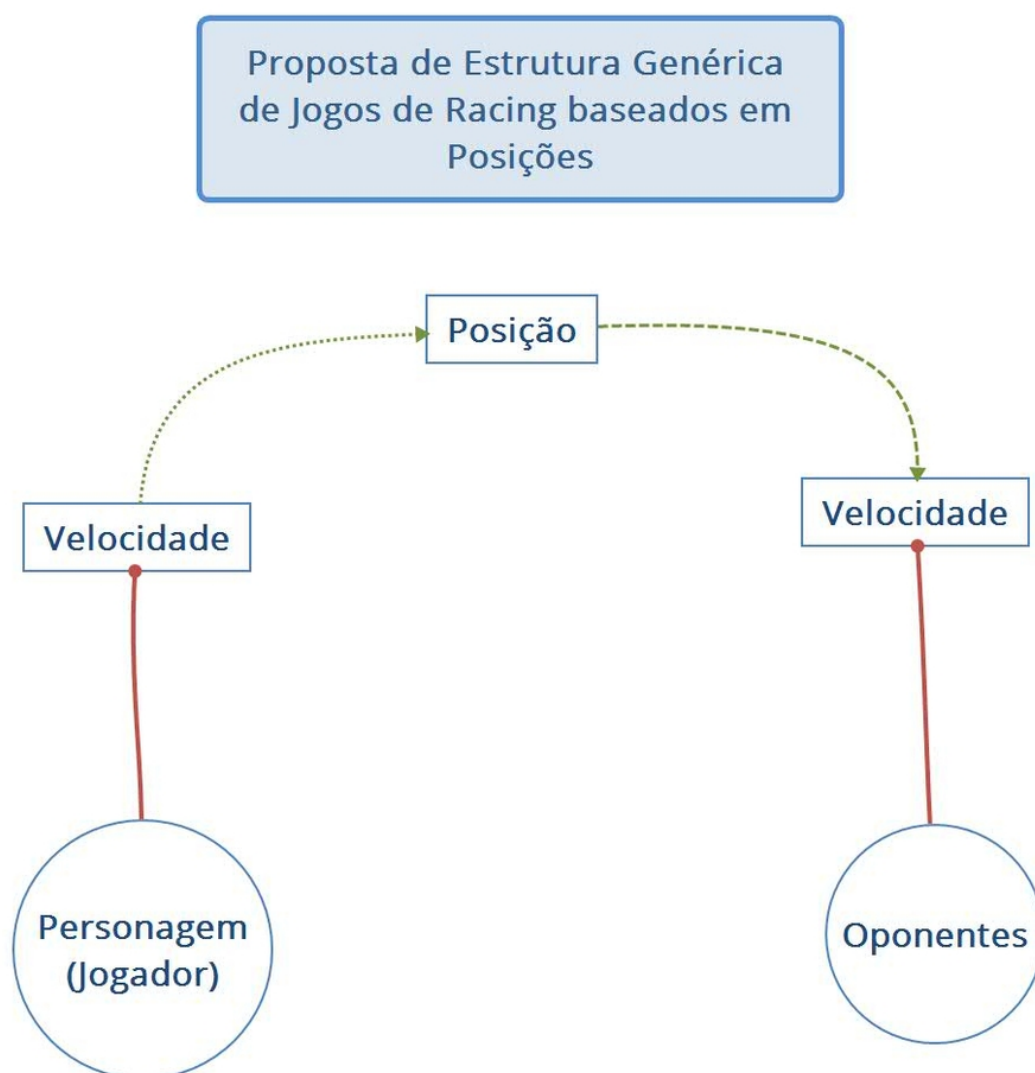 Proposta de Estrutura Genérica
de Jogos de Racing baseados em
Posições
Posição
Velocidade
Velocidade
Personagem
(Jogador)
Oponentes